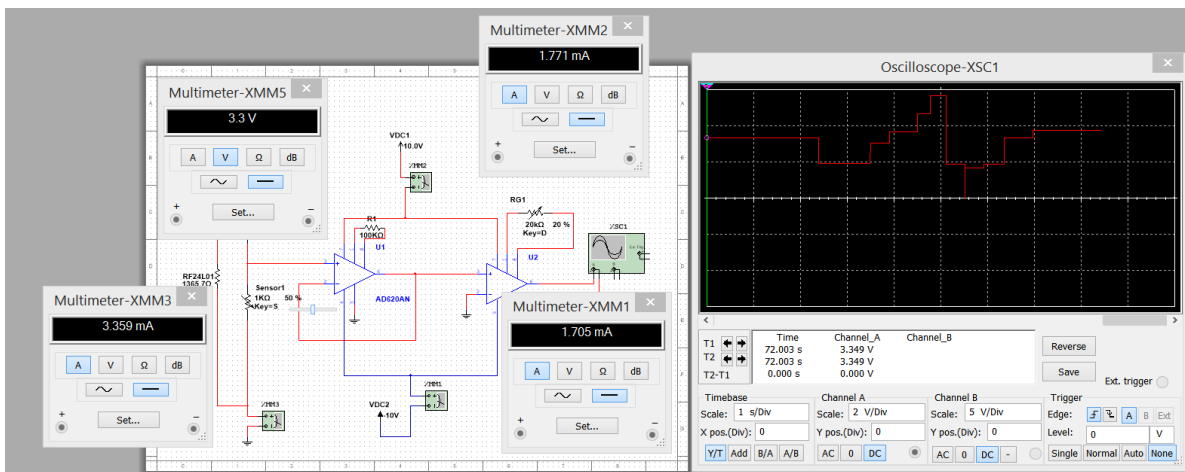 Multimeter-XMM2
1.771 mA
A V Ω dB
Set...
+ −
Multimeter-XMM5
3.3 V
A V Ω dB
Set...
+ −
Multimeter-XMM3
3.359 mA
A V Ω dB
Set...
+ −
Multimeter-XMM1
1.705 mA
A V Ω dB
Set...
+ −
VDC1
10.0V
XMM2
R1
100KΩ
U1
AD620AN
RG1
20kΩ 20 %
Key=D
U2
XSC1
Ext Trig
RF24L01
1365.7Ω
Sensor1
1KΩ 50 %
Key=S
XMM3
VDC2
-10V
XMM1
Oscilloscope-XSC1
Time Channel_A Channel_B
T1 72.003 s 3.349 V
T2 72.003 s 3.349 V
T2-T1 0.000 s 0.000 V
Reverse
Save
Ext. trigger
Timebase
Scale: 1 s/Div
X pos.(Div): 0
Y/T Add B/A A/B
Channel A
Scale: 2 V/Div
Y pos.(Div): 0
AC 0 DC
Channel B
Scale: 5 V/Div
Y pos.(Div): 0
AC 0 DC -
Trigger
Edge: A B Ext
Level: 0 V
Single Normal Auto None